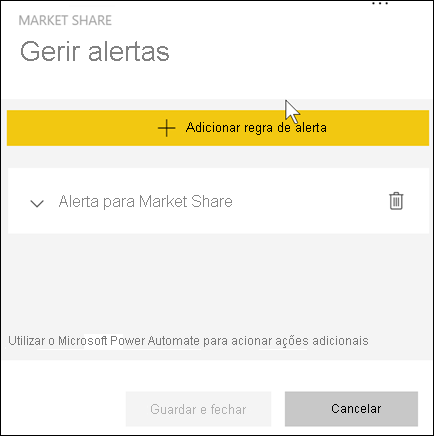 MARKET SHARE
Gerir alertas
Adicionar regra de alerta
Alerta para Market Share
Utilizar o Microsoft Power Automate para acionar ações adicionais
Guardar e fechar
Cancelar